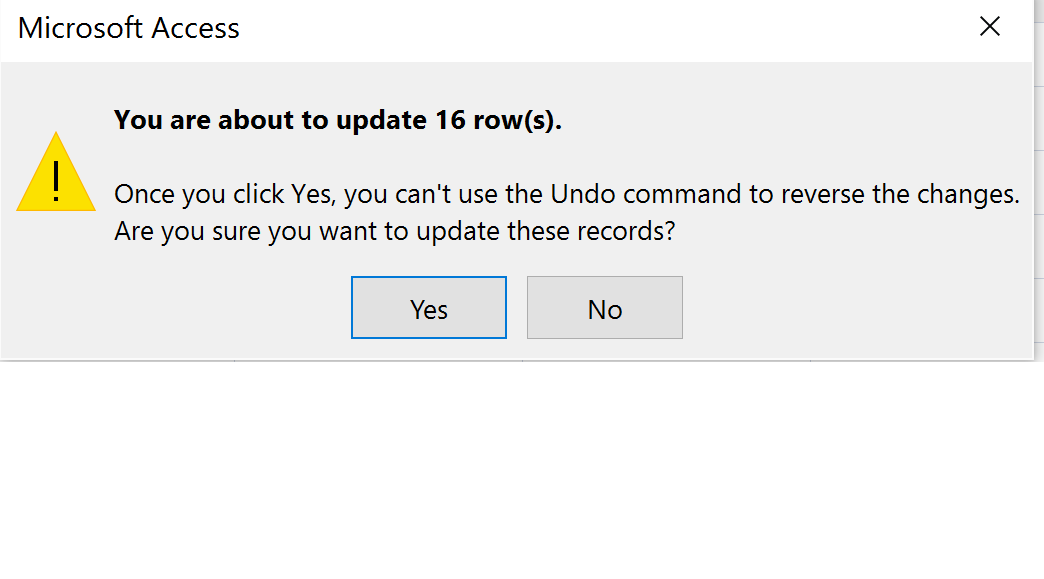 Microsoft Access
You are about to update 16 row(s).
Once you click Yes, you can't use the Undo command to reverse the changes.
Are you sure you want to update these records?
Yes
No